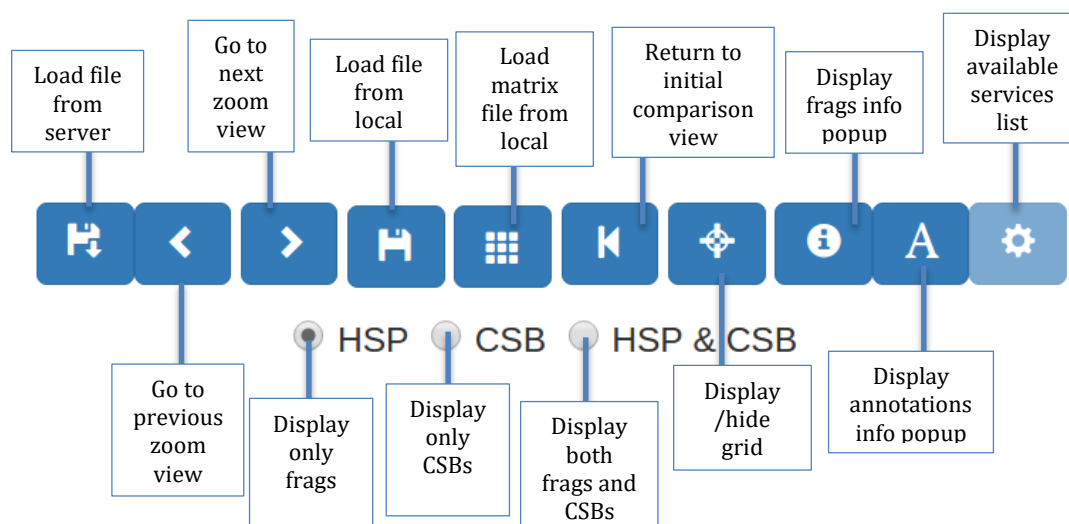 Load file
from
server
Go to
next
zoom
view
Load file
from
local
Load
matrix
file from
local
Return to
initial
comparison
view
Display
frags info
popup
Display
available
services
list
A
HSP
CSB
HSP & CSB
Go to
previous
zoom
view
Display
only
frags
Display
only
CSBs
Display
both
frags and
CSBs
Display
/hide
grid
Display
annotations
info popup